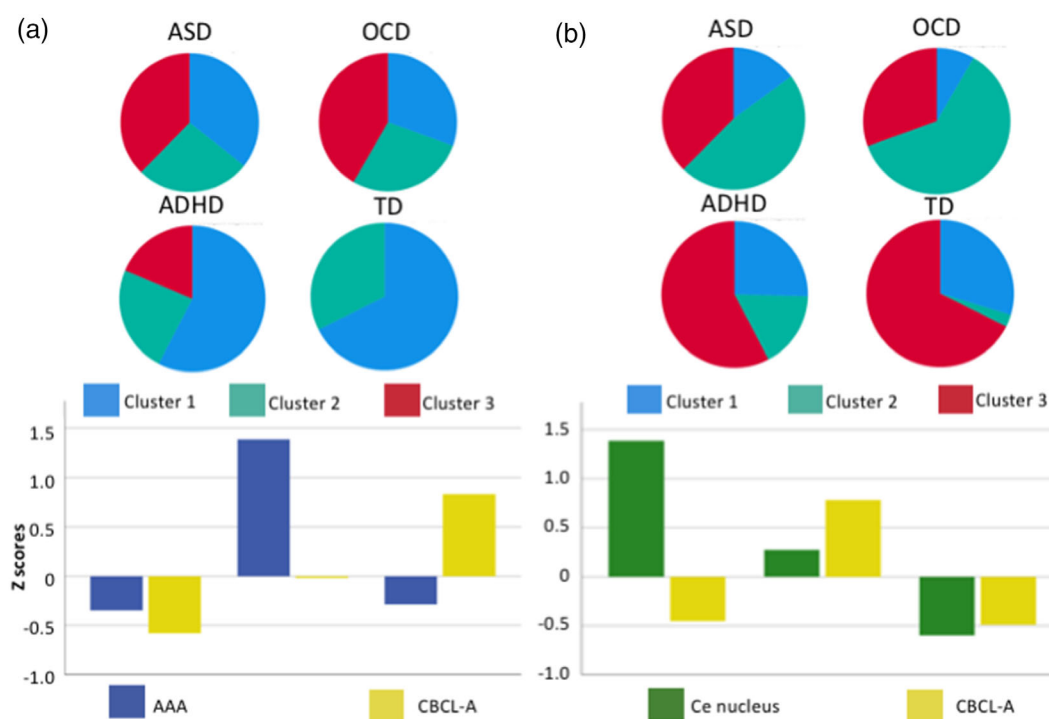 (a)
ASD OCD
ADHD TD
Cluster 1 Cluster 2 Cluster 3
Z scores
1.5
1.0
0.5
0
-0.5
-1.0
AAA CBCL-A
(b)
ASD OCD
ADHD TD
Cluster 1 Cluster 2 Cluster 3
1.5
1.0
0.5
0
-0.5
-1.0
Ce nucleus CBCL-A